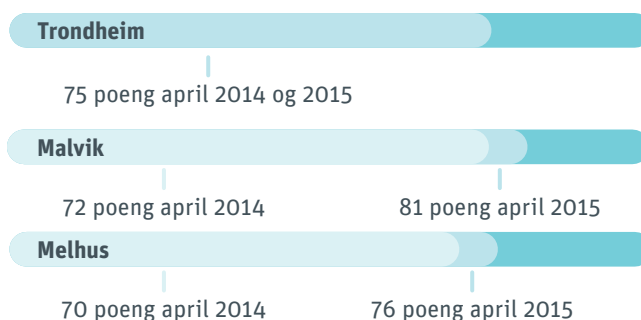 Trondheim
75 poeng april 2014 og 2015
Malvik
72 poeng april 2014
81 poeng april 2015
Melhus
70 poeng april 2014
76 poeng april 2015